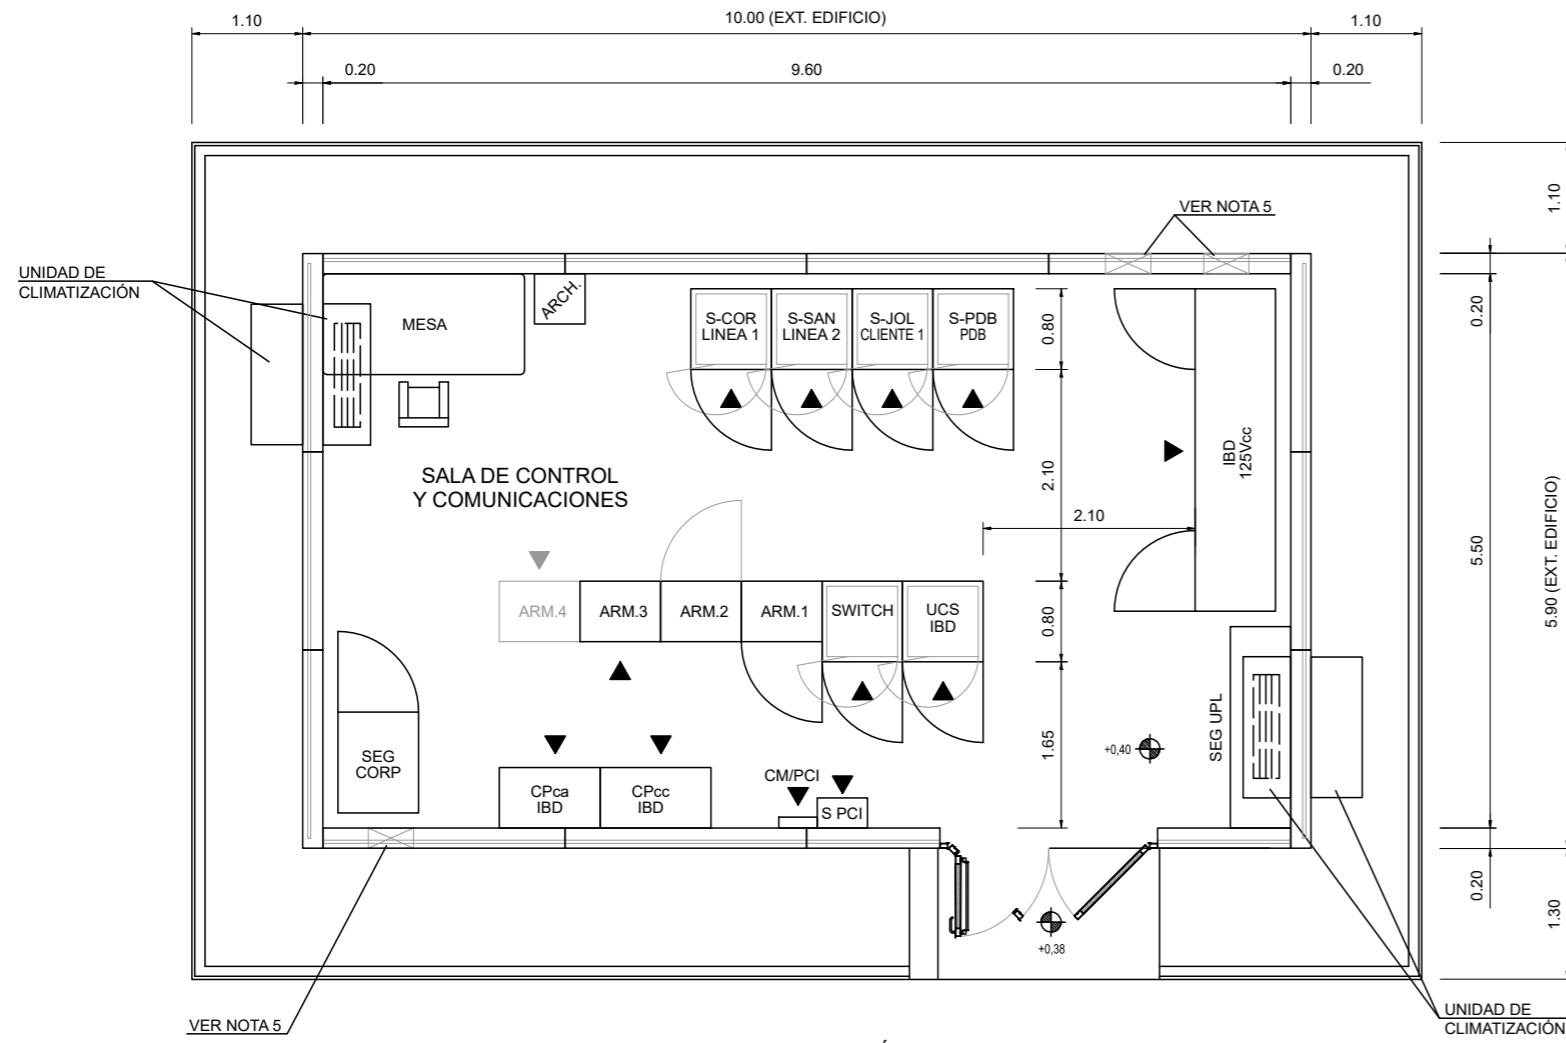 1.10
10.00 (EXT. EDIFICIO)
1.10
0.20
9.60
0.20
VER NOTA 5
1.10
UNIDAD DE
CLIMATIZACIÓN
MESA
ARCH.
S-COR
LINEA 1
S-SAN
LINEA 2
S-JOL
CLIENTE 1
S-PDB
PDB
0.80
0.20
SALA DE CONTROL
Y COMUNICACIONES
2.10
IBD
125Vcc
2.10
5.50
5.90 (EXT. EDIFICIO)
ARM.4
ARM.3
ARM.2
ARM.1
SWITCH
UCS
IBD
0.80
SEG
CORP
CPca
IBD
CPcc
IBD
CM/PCI
S PCI
1.65
+0,40
SEG UPL
0.20
1.30
+0,38
VER NOTA 5
UNIDAD DE
CLIMATIZACIÓN